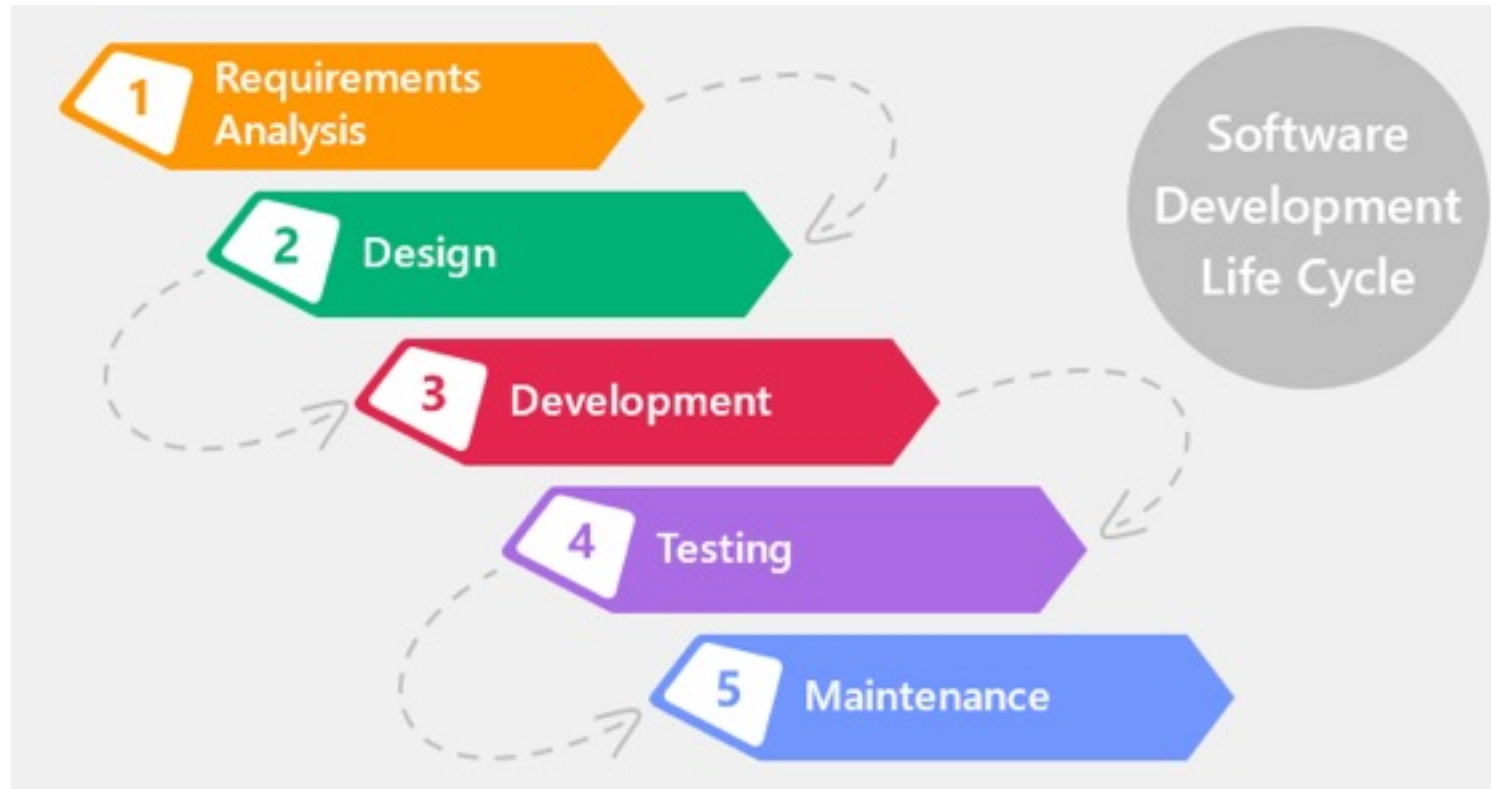 1
Requirements
Analysis
2
Design
3
Development
4
Testing
5
Maintenance
Software
Development
Life Cycle